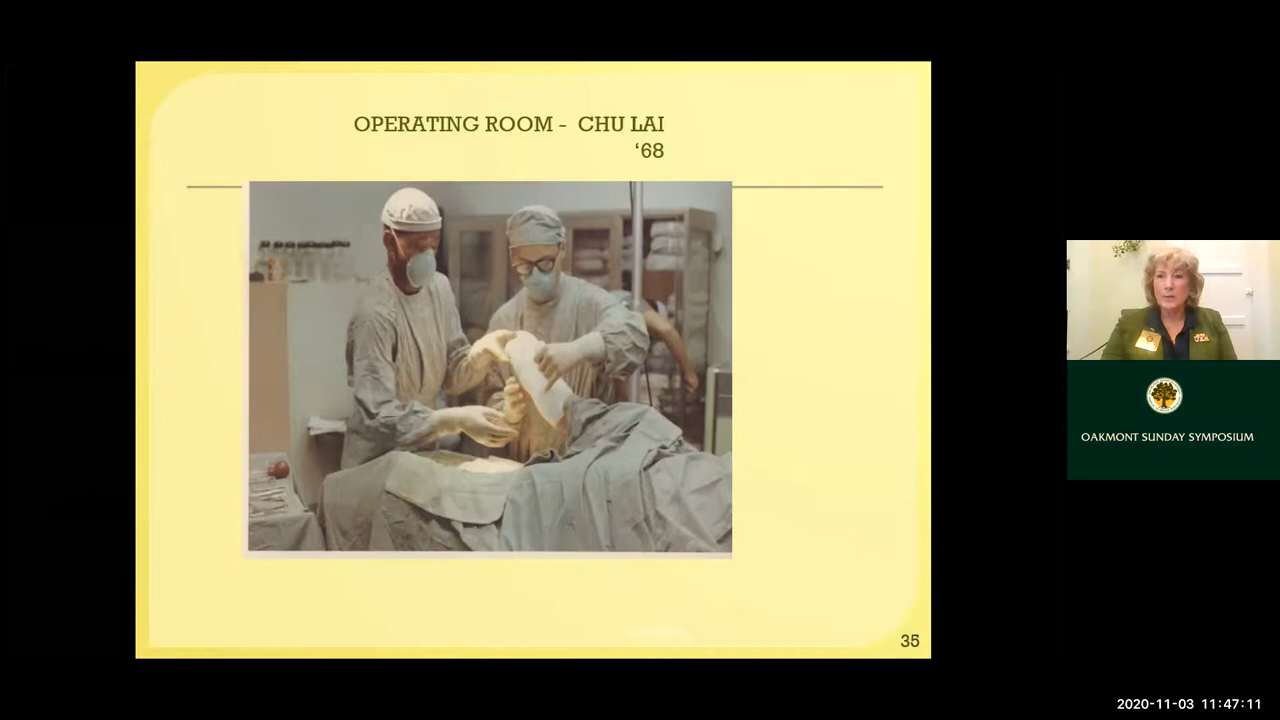 OPERATING ROOM - CHU LAI
‘68
35
OAKMONT SUNDAY SYMPOSIUM
2020-11-03 11:47:11